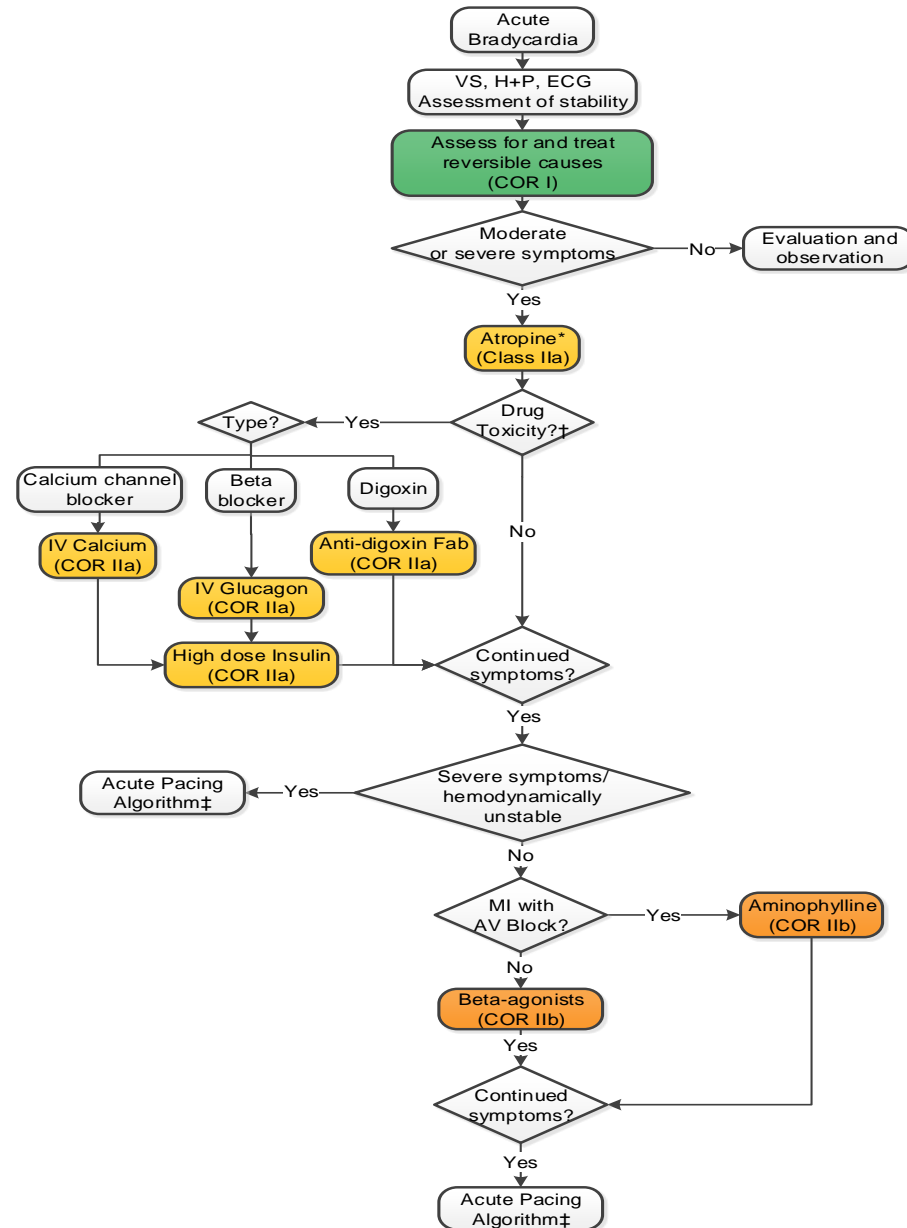 Acute
Bradycardia
VS, H+P, ECG
Assessment of stability
Assess for and treat
reversible causes
(COR I)
Moderate
or severe symptoms
No
Evaluation and
observation
Yes
Atropine*
(Class IIa)
Drug
Toxicity?‡
Yes
Type?
Calcium channel
blocker
Beta
blocker
Digoxin
No
IV Calcium
(COR IIa)
Anti-digoxin Fab
(COR IIa)
IV Glucagon
(COR IIa)
High dose Insulin
(COR IIa)
Continued
symptoms?
Yes
Severe symptoms/
hemodynamically
unstable
Yes
Acute Pacing
Algorithm‡
No
MI with
AV Block?
Yes
Aminophylline
(COR IIb)
No
Beta-agonists
(COR IIb)
Yes
Continued
symptoms?
Yes
Acute Pacing
Algorithm‡